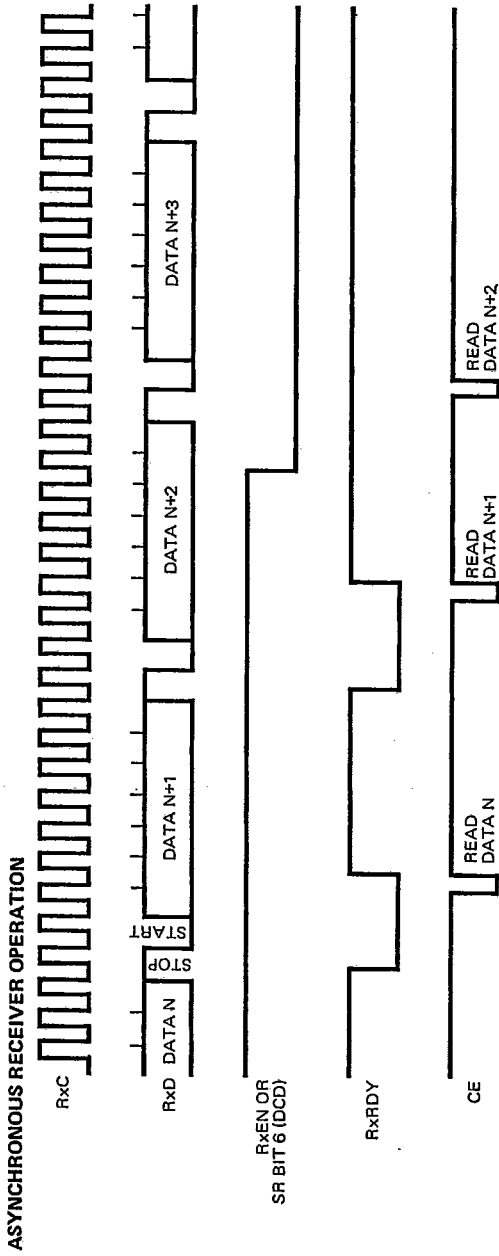 ASYNCHRONOUS RECEIVER OPERATION
RxC
RxD
DATA N
STOP
START
DATA N+1
DATA N+2
DATA N+3
RxEN OR
SR BIT 6 (DCD)
RxRDY
CE
READ
DATA N
READ
DATA N+1
READ
DATA N+2